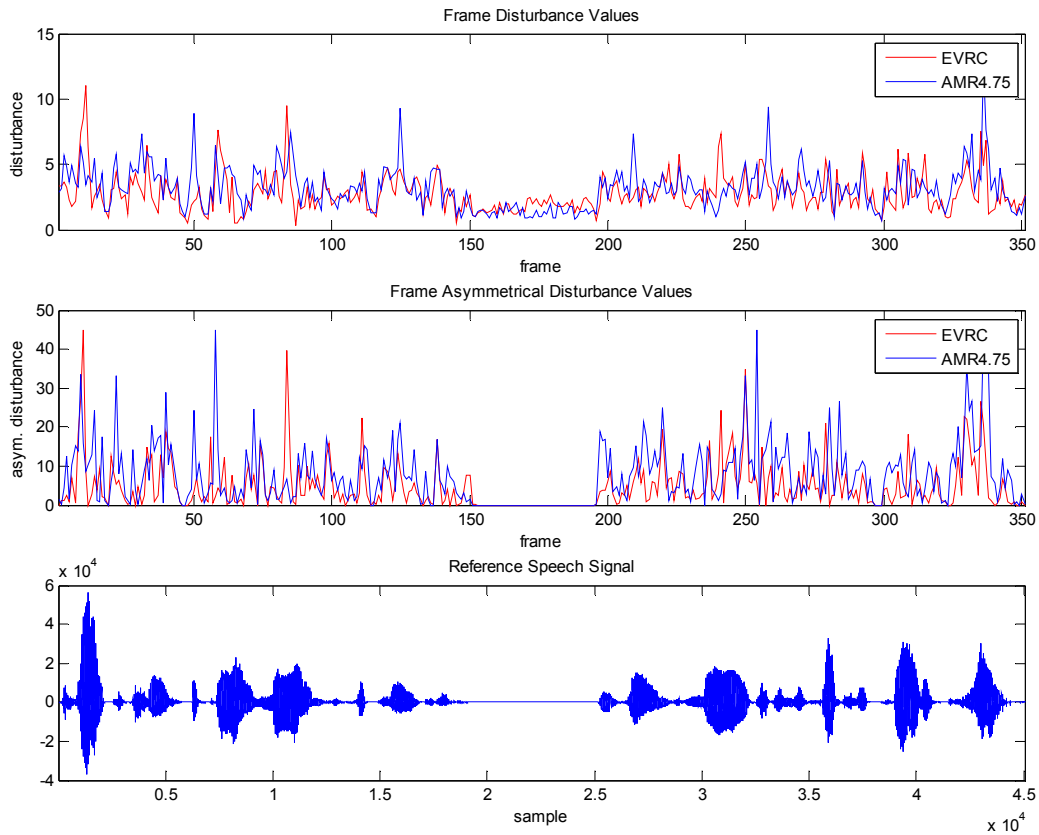 Frame Disturbance Values
15
10
5
0
disturbance
EVRC
AMR4.75
50
100
150
200
250
300
350
frame
Frame Asymmetrical Disturbance Values
50
40
30
20
10
0
asym. disturbance
EVRC
AMR4.75
50
100
150
200
250
300
350
frame
Reference Speech Signal
x 10^4
6
4
2
0
-2
-4
0.5
1
1.5
2
2.5
3
3.5
4
4.5
sample
x 10^4